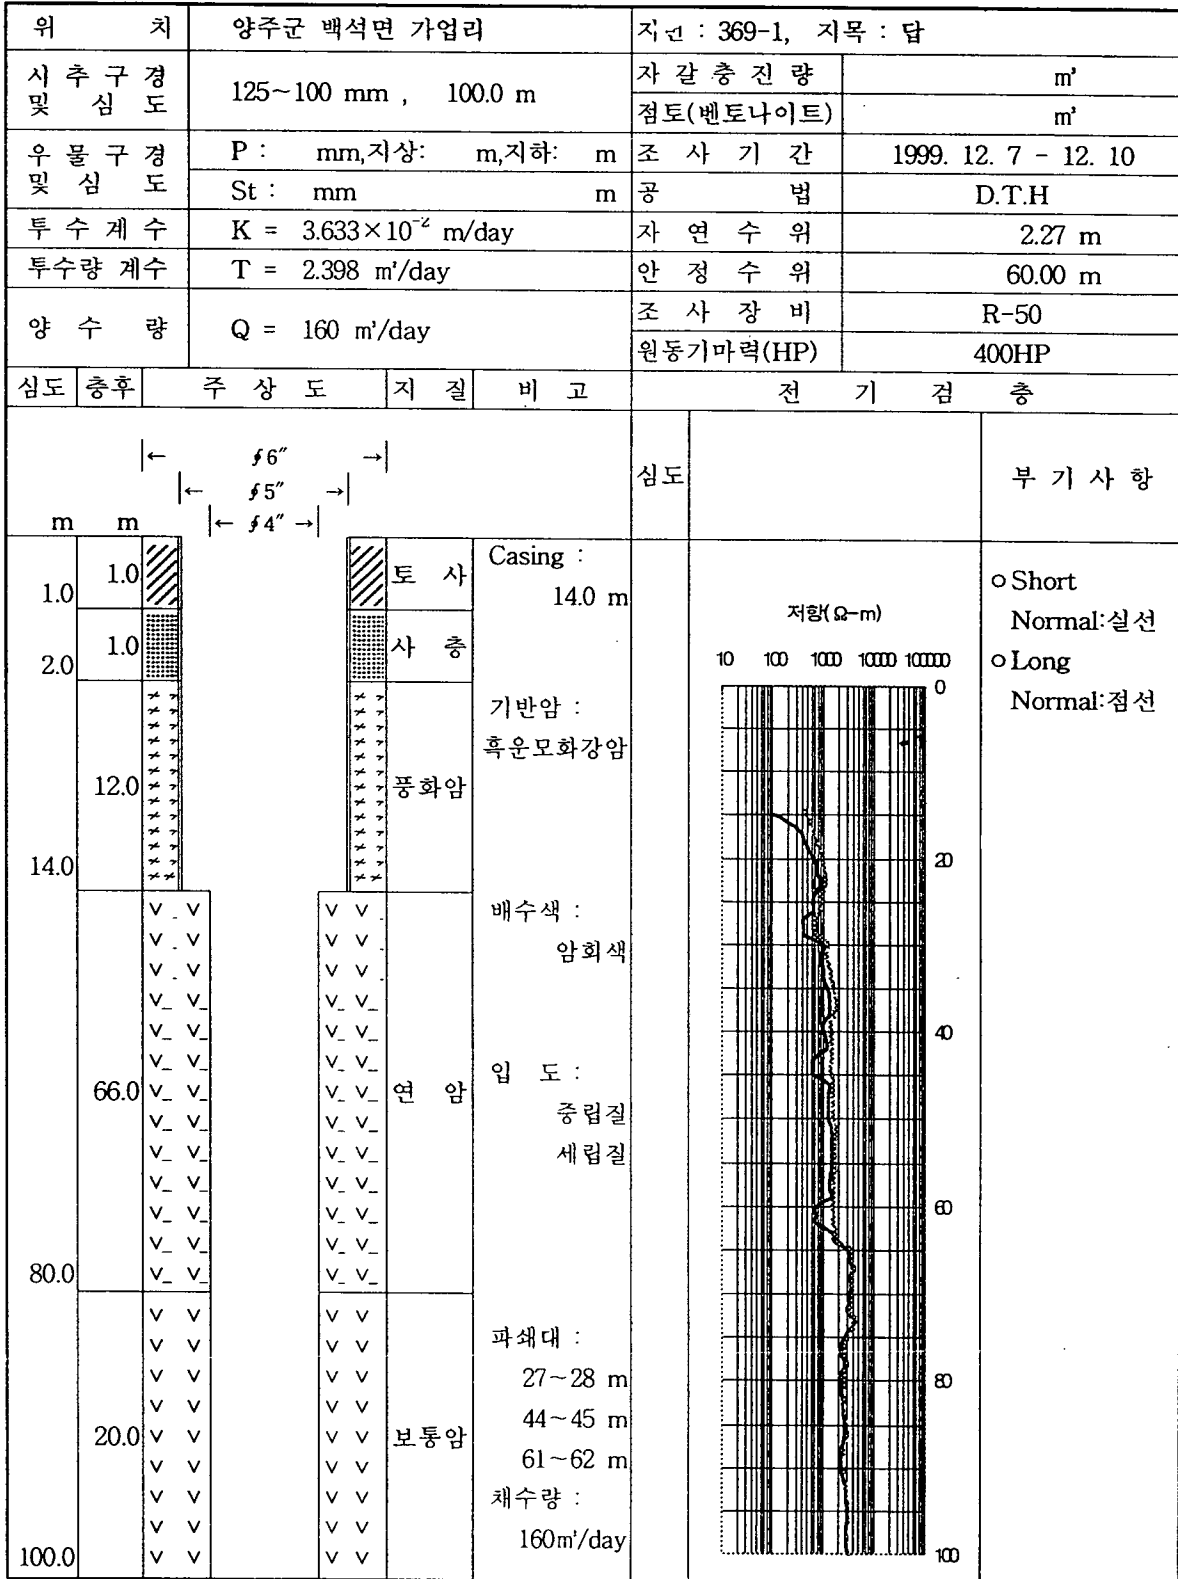 위 치 양주군 백석면 가업리 지번 : 369-1, 지목 : 답
시 추 구 경 및 심 도 125~100 mm , 100.0 m
자 갈 충 진 량 m³
점토(벤토나이트) m³
우 물 구 경 및 심 도 P : mm,지상: m,지하: m
St : mm m
조 사 기 간 1999. 12. 7 - 12. 10
공 법 D.T.H
투 수 계 수 K = 3.633×10⁻² m/day
자 연 수 위 2.27 m
투수량 계수 T = 2.398 m²/day
안 정 수 위 60.00 m
양 수 량 Q = 160 m³/day
조 사 장 비 R-50
원동기마력(HP) 400HP
심도 층후 주 상 도 지 질 비 고 전 기 검 층
← ∮6″ →
← ∮5″ →
← ∮4″ →
m m
심도 부 기 사 항
1.0 1.0 토 사
Casing :
14.0 m
2.0 1.0 사 층
14.0 12.0 풍화암
기반암 :
흑운모화강암
80.0 66.0 연 암
배수색 :
암회색
입 도 :
중립질
세립질
100.0 20.0 보통암
파쇄대 :
27~28 m
44~45 m
61~62 m
채수량 :
160m³/day
저항(Ω-m)
10 100 1000 10000 100000
0
20
40
60
80
100
○ Short
Normal:실선
○ Long
Normal:점선